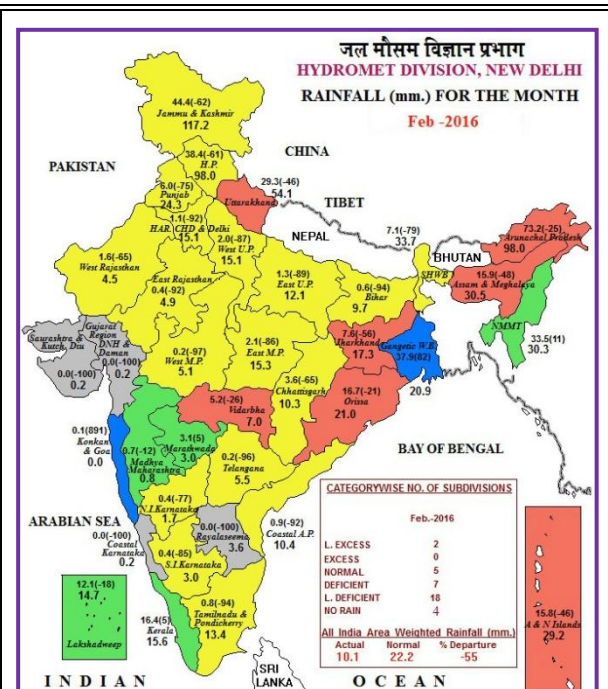 जल मौसम विज्ञान प्रभाग
HYDROMET DIVISION, NEW DELHI
RAINFALL (mm.) FOR THE MONTH
Feb -2016
44.4(-62)
Jammu & Kashmir
117.2
CHINA
38.4(-61)
H.P.
98.0
PAKISTAN
6.0(-75)
Punjab
24.3
29.3(-46)
54.1
Uttarakhand
TIBET
1.1(-92)
HAR. CHD & Delhi
15.1
2.0(-87)
West U.P.
15.1
NEPAL
7.1(-79)
33.7
BHUTAN
73.2(-25)
Arunachal Pradesh
98.0
1.6(-65)
West Rajasthan
4.5
East Rajasthan
0.4(-92)
4.9
1.3(-89)
East U.P.
12.1
0.6(-94)
Bihar
9.7
SHWB
15.9(-48)
Assam & Meghalaya
30.5
NMMT
33.5(11)
30.3
Saurashtra &
Kutch, Diu
0.0(-100)
0.2
Gujarat
Region
DNH &
Daman
0.0(-100)
0.2
0.2(-97)
West M.P.
5.1
2.1(-86)
East M.P.
15.3
7.6(-56)
Jharkhand
17.3
Gangetic W.B.
37.9(82)
20.9
3.6(-65)
Chhattisgarh
10.3
16.7(-21)
Orissa
21.0
5.2(-26)
Vidarbha
7.0
0.1(891)
Konkan
& Goa
0.0
0.7(-12)
Madhya
Maharashtra
0.8
3.1(5)
Marathwada
3.0
0.2(-96)
Telangana
5.5
BAY OF BENGAL
ARABIAN SEA
0.4(-77)
N.I.Karnataka
1.7
0.0(-100)
Rayalaseema
3.6
0.9(-92)
Coastal A.P.
10.4
0.0(-100)
Coastal
Karnataka
0.2
0.4(-85)
S.I.Karnataka
3.0
CATEGORYWISE NO. OF SUBDIVISIONS
Feb.-2016
L. EXCESS 2
EXCESS 0
NORMAL 5
DEFICIENT 7
L. DEFICIENT 18
NO RAIN 4
All India Area Weighted Rainfall (mm.)
Actual Normal % Departure
10.1 22.2 -55
12.1(-18)
14.7
Lakshadweep
16.4(5)
Kerala
15.6
0.8(-94)
Tamilnadu &
Pondicherry
13.4
15.8(-46)
A & N Islands
29.2
SRI
LANKA
INDIAN OCEAN